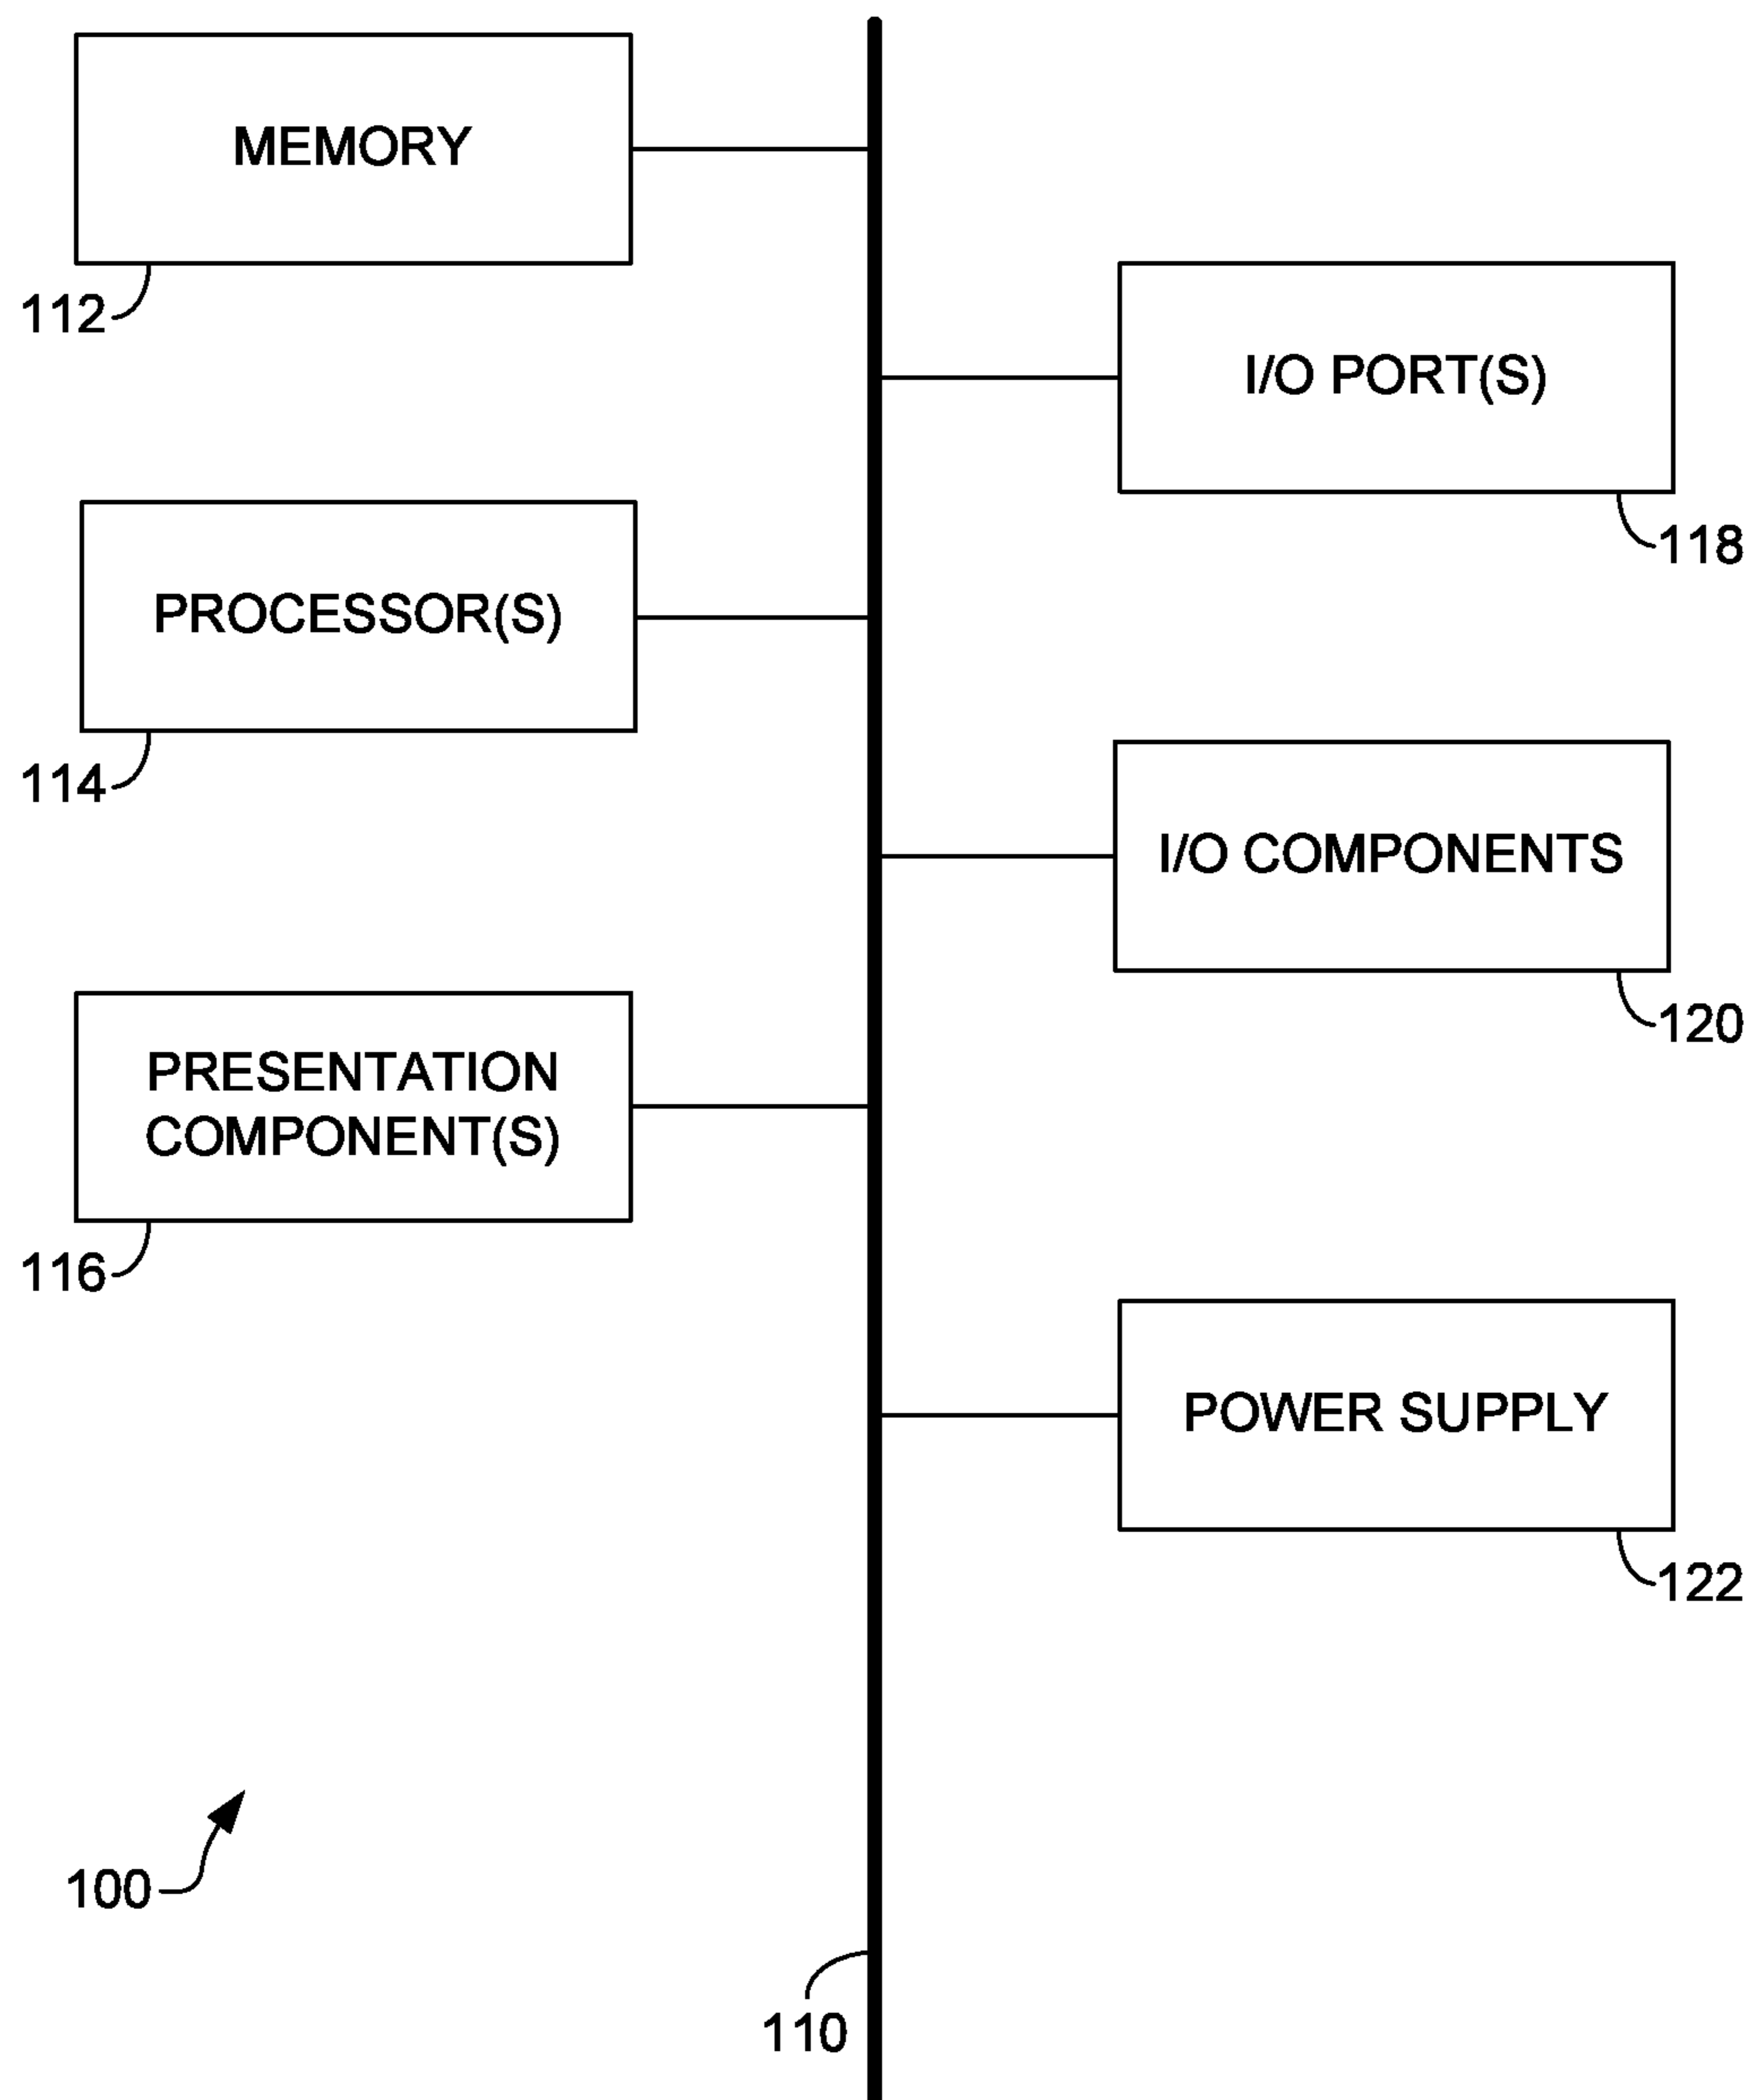 MEMORY
112
I/O PORT(S)
118
PROCESSOR(S)
114
I/O COMPONENTS
120
PRESENTATION
COMPONENT(S)
116
POWER SUPPLY
122
100
110